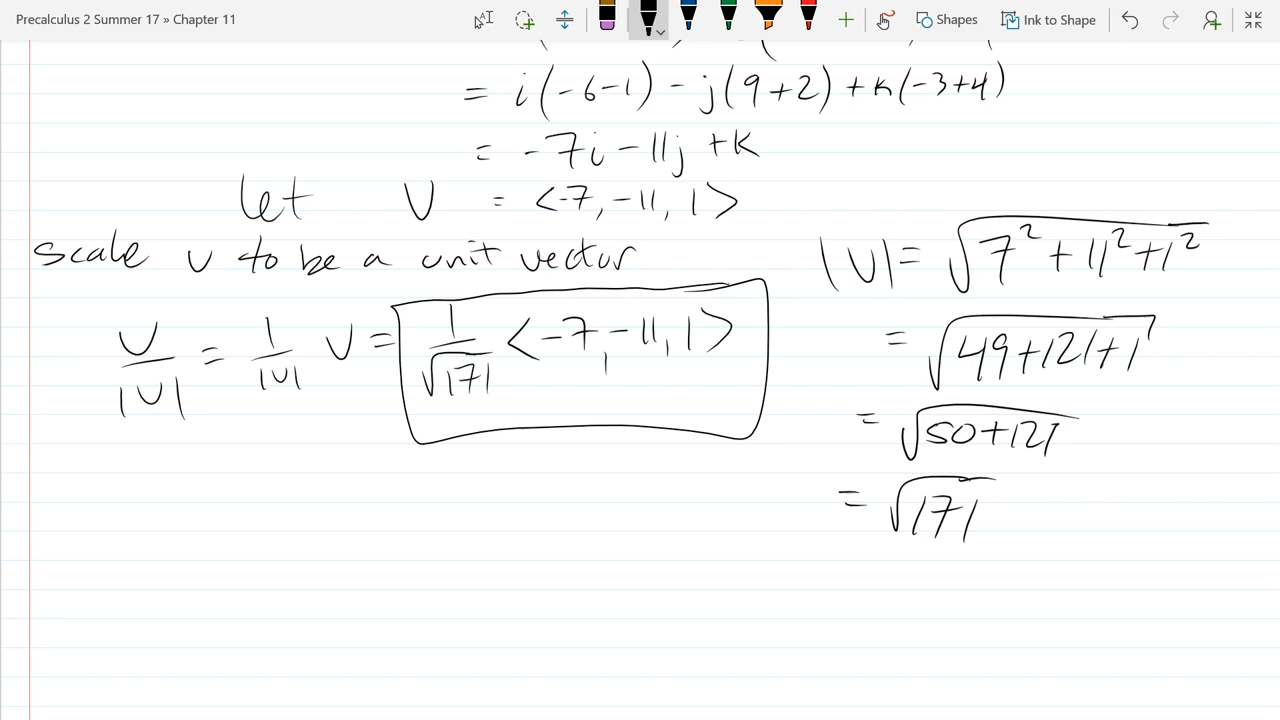 Precalculus 2 Summer 17 » Chapter 11
Shapes
Ink to Shape
= i(-6-1) - j(9+2) + k(-3+4)
= -7i - 11j + k
let v = <-7, -11, 1>
scale v to be a unit vector
|v| = √(7² + 11² + 1²)
= √(49+121+1)
= √(50+121)
= √171
v/|v| = 1/|v| v = 1/√171 <-7, -11, 1>